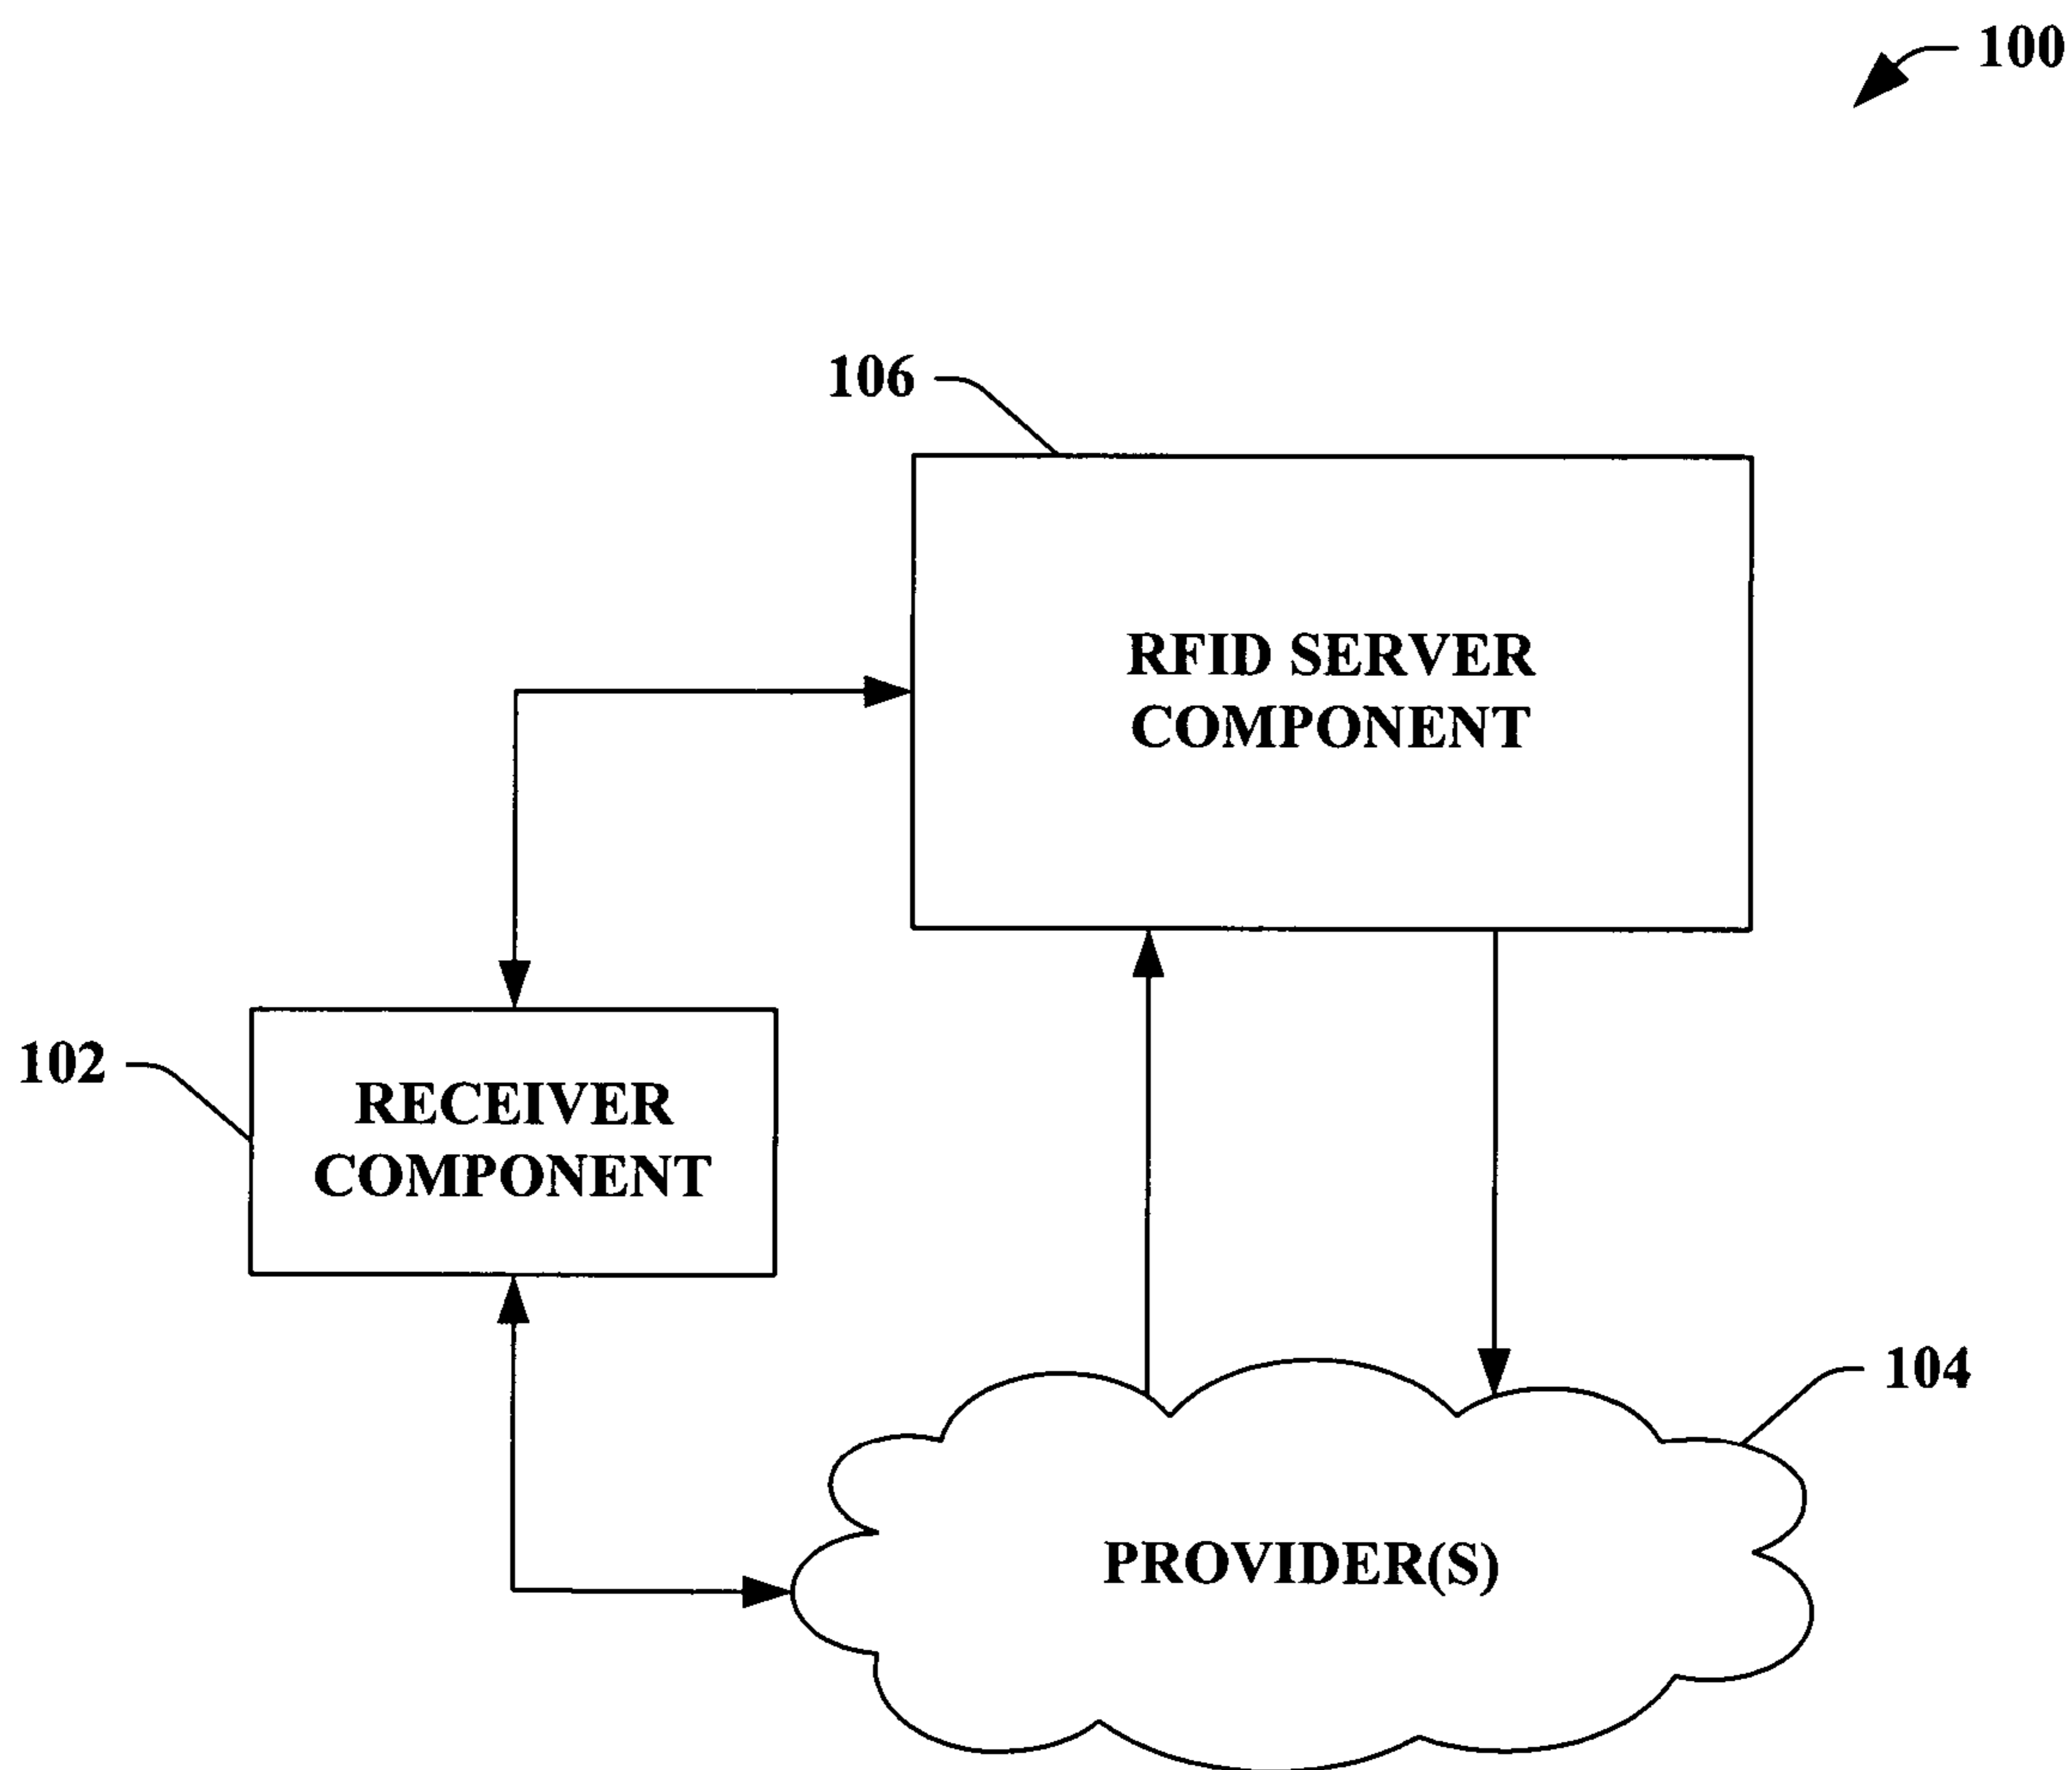 100
106
RFID SERVER
COMPONENT
102
RECEIVER
COMPONENT
104
PROVIDER(S)